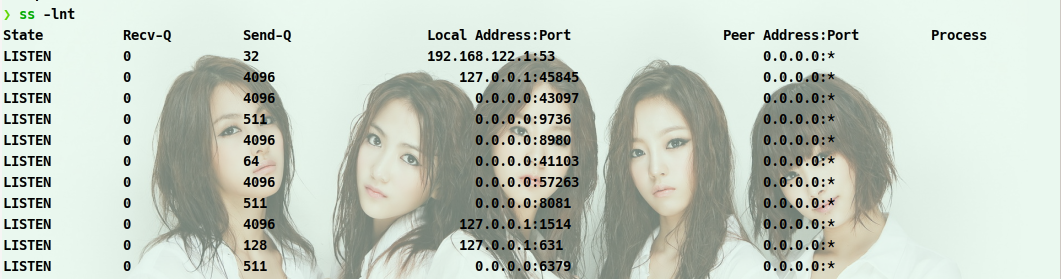 ❯ ss -lnt
State Recv-Q Send-Q Local Address:Port Peer Address:Port Process
LISTEN 0 32 192.168.122.1:53 0.0.0.0:*
LISTEN 0 4096 127.0.0.1:45845 0.0.0.0:*
LISTEN 0 4096 0.0.0.0:43097 0.0.0.0:*
LISTEN 0 511 0.0.0.0:9736 0.0.0.0:*
LISTEN 0 4096 0.0.0.0:8980 0.0.0.0:*
LISTEN 0 64 0.0.0.0:41103 0.0.0.0:*
LISTEN 0 4096 0.0.0.0:57263 0.0.0.0:*
LISTEN 0 511 0.0.0.0:8081 0.0.0.0:*
LISTEN 0 4096 127.0.0.1:1514 0.0.0.0:*
LISTEN 0 128 127.0.0.1:631 0.0.0.0:*
LISTEN 0 511 0.0.0.0:6379 0.0.0.0:*